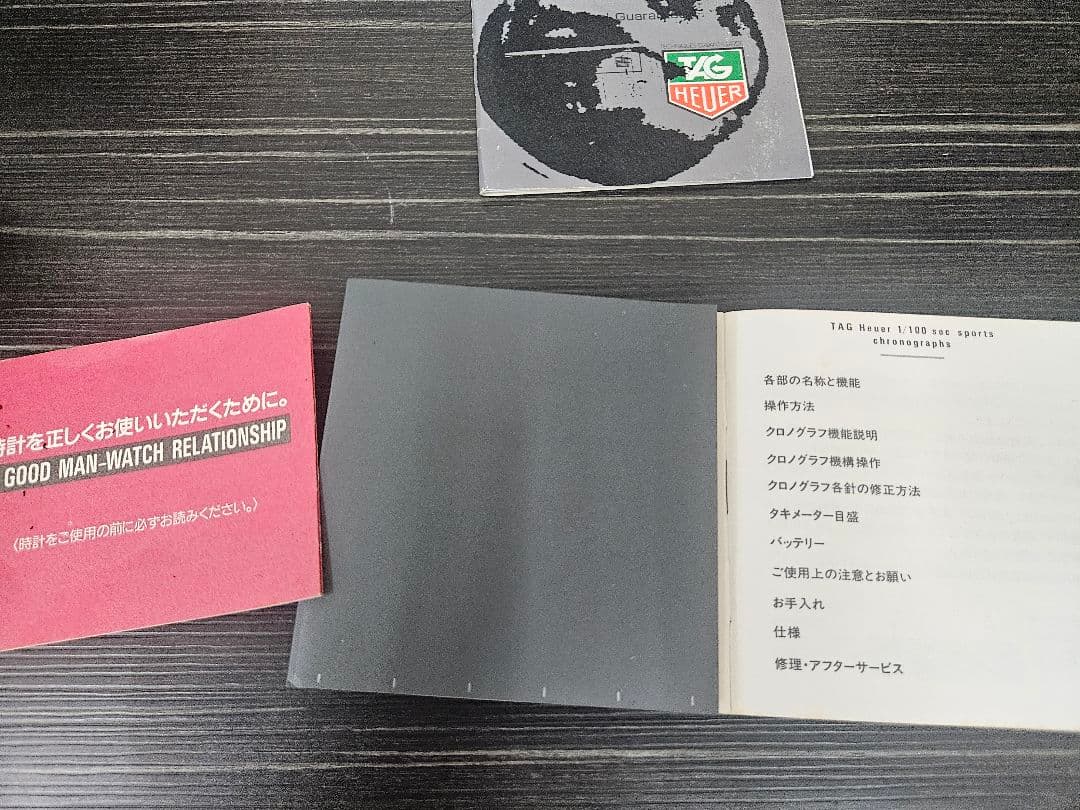 TAG
HEUER
時計を正しくお使いいただくために。
GOOD MAN-WATCH RELATIONSHIP
〈時計をご使用の前に必ずお読みください。〉
TAG Heuer 1/100 sec sports
chronographs
各部の名称と機能
操作方法
クロノグラフ機能説明
クロノグラフ機構操作
クロノグラフ各針の修正方法
タキメーター目盛
バッテリー
ご使用上の注意とお願い
お手入れ
仕様
修理・アフターサービス